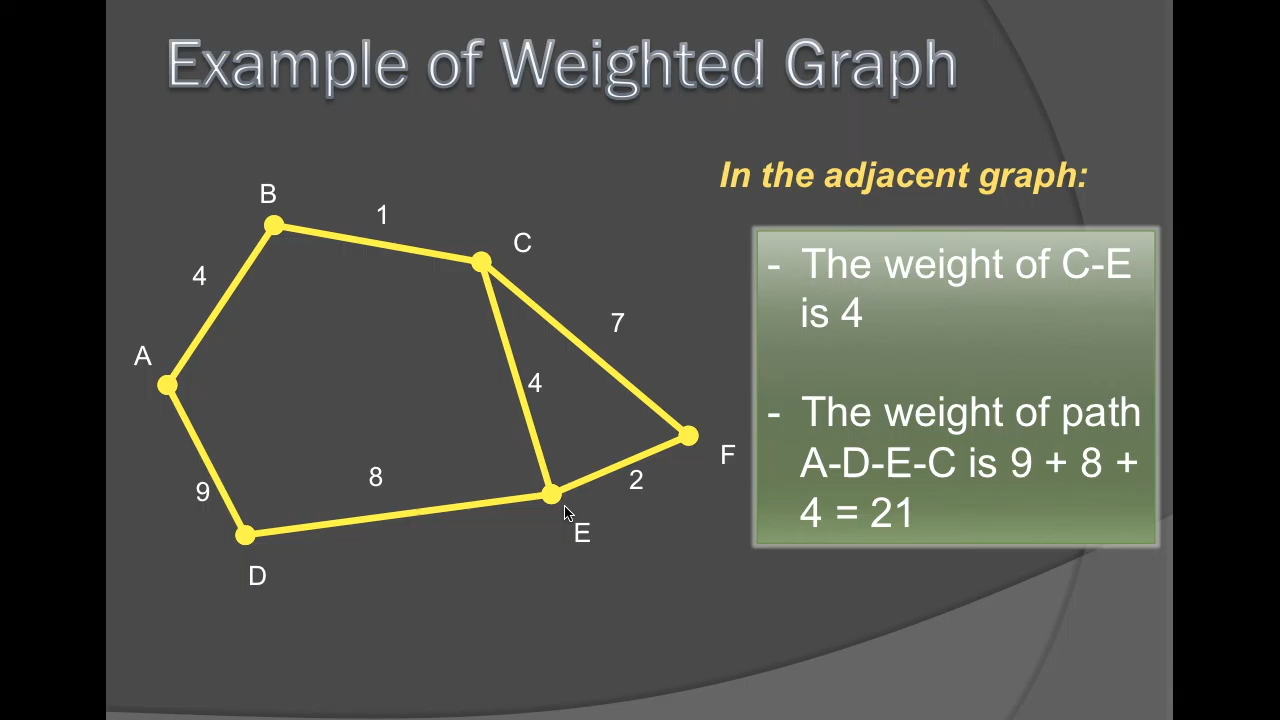 Example of Weighted Graph
In the adjacent graph:
B
1
C
4
7
A
4
F
9
8
2
E
D
- The weight of C-E
is 4
- The weight of path
A-D-E-C is 9 + 8 +
4 = 21